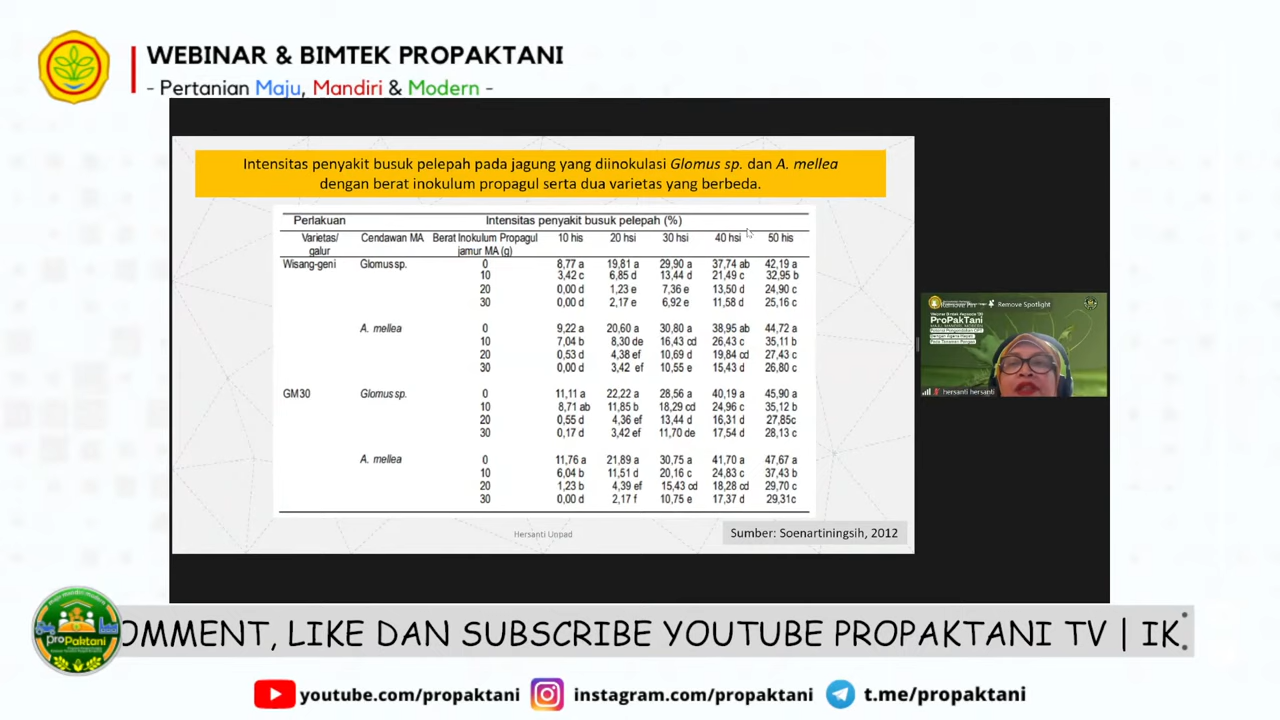 WEBINAR & BIMTEK PROPAKTANI
- Pertanian Maju, Mandiri & Modern -
Intensitas penyakit busuk pelepah pada jagung yang diinokulasi Glomus sp. dan A. mellea
dengan berat inokulum propagul serta dua varietas yang berbeda.
Perlakuan Intensitas penyakit busuk pelepah (%)
Varietas/ Cendawan MA Berat Inokulum Propagul 10 his 20 hsi 30 hsi 40 hsi 50 his
galur jamur MA (g)
Wisang-geni Glomus sp. 0 8,77 a 19,81 a 29,90 a 37,74 ab 42,19 a
10 3,42 c 6,85 d 13,44 d 21,49 c 32,95 b
20 0,00 d 1,23 e 7,36 e 13,50 d 24,90 c
30 0,00 d 2,17 e 6,92 e 11,58 d 25,16 c
A. mellea 0 9,22 a 20,60 a 30,80 a 38,95 ab 44,72 a
10 7,04 b 8,30 de 16,43 cd 26,43 c 35,11 b
20 0,53 d 4,38 ef 10,69 d 19,84 cd 27,43 c
30 0,00 d 3,42 ef 10,55 e 15,43 d 26,80 c
GM30 Glomus sp. 0 11,11 a 22,22 a 28,56 a 40,19 a 45,90 a
10 8,71 ab 11,85 b 18,29 cd 24,96 c 35,12 b
20 0,55 d 4,36 ef 13,44 d 16,31 d 27,85c
30 0,17 d 3,42 ef 11,70 de 17,54 d 28,13 c
A. mellea 0 11,76 a 21,89 a 30,75 a 41,70 a 47,67 a
10 6,04 b 11,51 d 20,16 c 24,83 c 37,43 b
20 1,23 b 4,39 ef 15,43 cd 18,28 cd 29,70 c
30 0,00 d 2,17 f 10,75 e 17,37 d 29,31c
Hersanti Unpad
Sumber: Soenartiningsih, 2012
Remove Spotlight
ProPakTani
hersanti hersanti
proPaktani
OMMENT, LIKE DAN SUBSCRIBE YOUTUBE PROPAKTANI TV | IK
youtube.com/propaktani instagram.com/propaktani t.me/propaktani